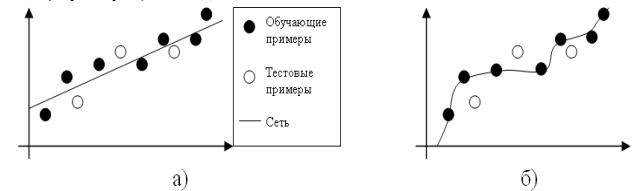 Обучающие
примеры
Тестовые
примеры
Сеть
а)
б)